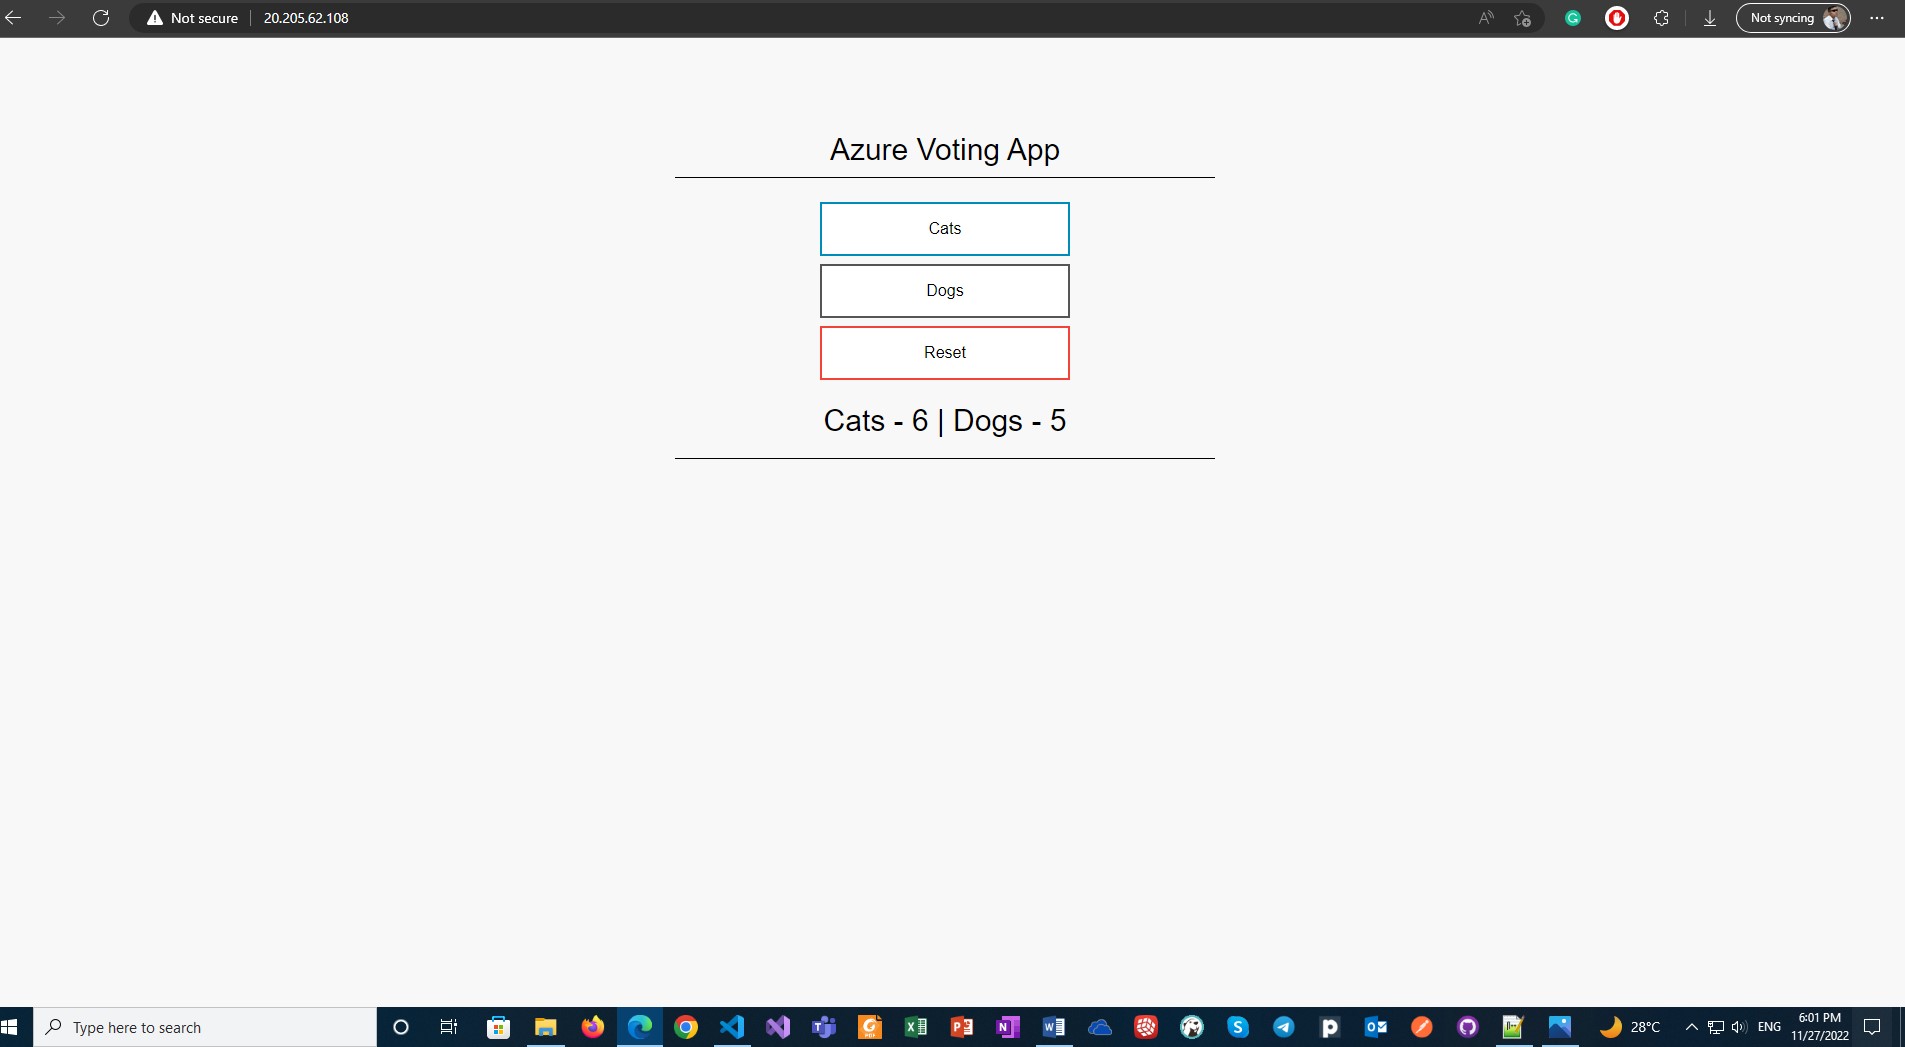 Not secure
20.205.62.108
Not syncing
Azure Voting App
Cats
Dogs
Reset
Cats - 6 | Dogs - 5
Type here to search
28°C
ENG
6:01 PM
11/27/2022